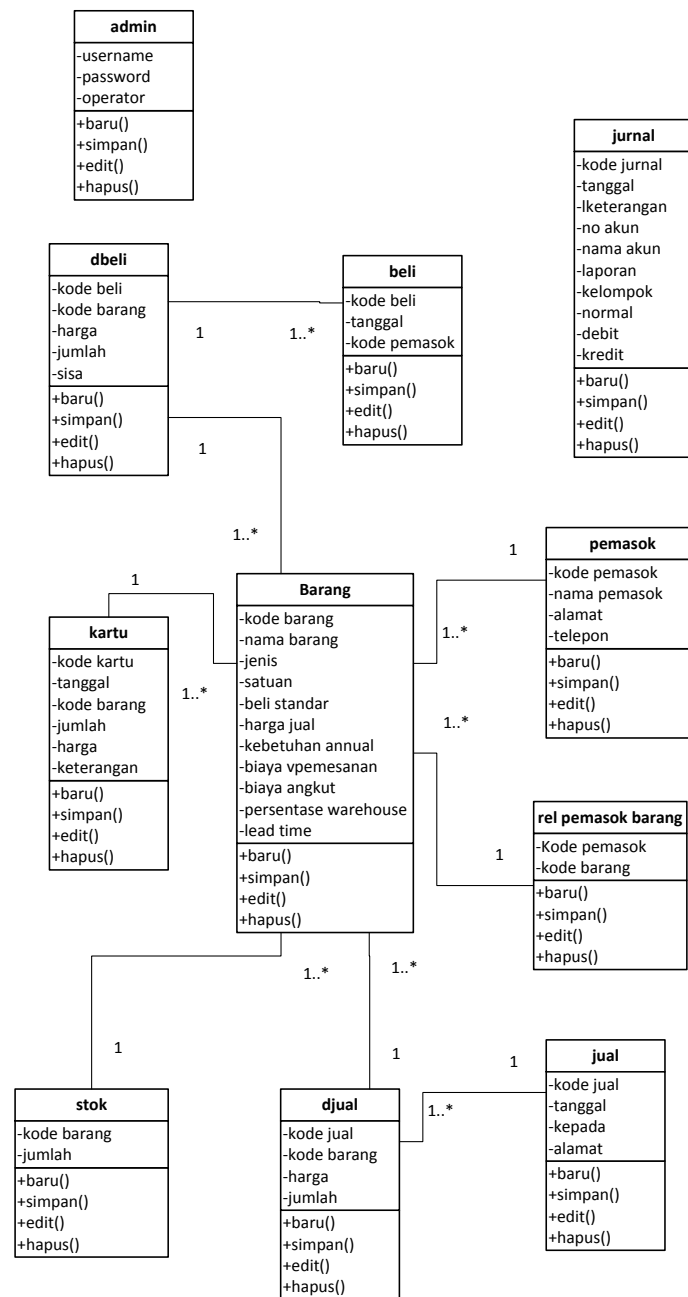 admin
-username
-password
-operator
+baru()
+simpan()
+edit()
+hapus()
jurnal
-kode jurnal
-tanggal
-lketerangan
-no akun
-nama akun
-laporan
-kelompok
-normal
-debit
-kredit
+baru()
+simpan()
+edit()
+hapus()
dbeli
-kode beli
-kode barang
-harga
-jumlah
-sisa
+baru()
+simpan()
+edit()
+hapus()
1
1..*
beli
-kode beli
-tanggal
-kode pemasok
+baru()
+simpan()
+edit()
+hapus()
1
1..*
pemasok
-kode pemasok
-nama pemasok
-alamat
-telepon
+baru()
+simpan()
+edit()
+hapus()
1
1..*
Barang
-kode barang
-nama barang
-jenis
-satuan
-beli standar
-harga jual
-kebetuhan annual
-biaya vpemesanan
-biaya angkut
-persentase warehouse
-lead time
+baru()
+simpan()
+edit()
+hapus()
1
1..*
kartu
-kode kartu
-tanggal
-kode barang
-jumlah
-harga
-keterangan
+baru()
+simpan()
+edit()
+hapus()
1..*
1
rel pemasok barang
-Kode pemasok
-kode barang
+baru()
+simpan()
+edit()
+hapus()
1..*
1..*
1
1
stok
-kode barang
-jumlah
+baru()
+simpan()
+edit()
+hapus()
djual
-kode jual
-kode barang
-harga
-jumlah
+baru()
+simpan()
+edit()
+hapus()
1
1..*
jual
-kode jual
-tanggal
-kepada
-alamat
+baru()
+simpan()
+edit()
+hapus()